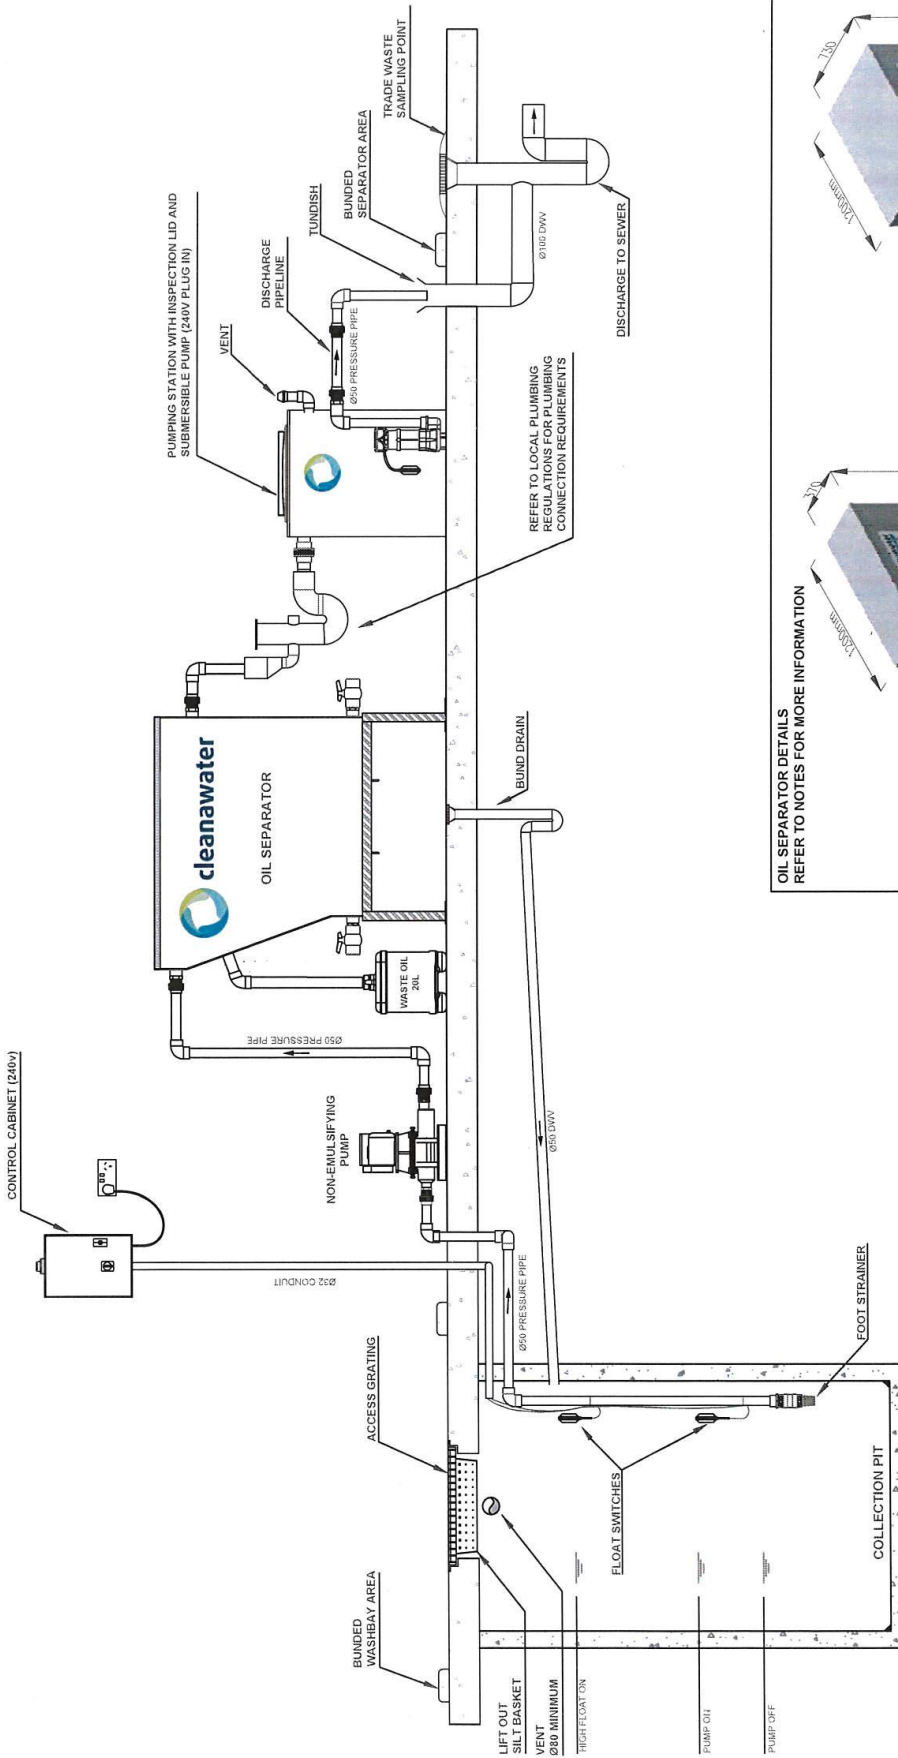 CONTROL CABINET (240v)
PUMPING STATION WITH INSPECTION LID AND
SUBMERSIBLE PUMP (240V PLUG IN)
VENT
DISCHARGE
PIPELINE
TUNDISH
BUNDED
SEPARATOR AREA
TRADE WASTE
SAMPLING POINT
Ø50 PRESSURE PIPE
cleanawater
OIL SEPARATOR
Ø50 PRESSURE PIPE
NON-EMULSIFYING
PUMP
WASTE OIL
20L
Ø32 CONDUIT
REFER TO LOCAL PLUMBING
REGULATIONS FOR PLUMBING
CONNECTION REQUIREMENTS
Ø100 DWV
DISCHARGE TO SEWER
BUND DRAIN
Ø50 DWV
Ø50 PRESSURE PIPE
BUNDED
WASHBAY AREA
ACCESS GRATING
LIFT OUT
SILT BASKET
VENT
Ø80 MINIMUM
HIGH FLOAT ON
PUMP ON
PUMP OFF
FLOAT SWITCHES
FOOT STRAINER
COLLECTION PIT
OIL SEPARATOR DETAILS
REFER TO NOTES FOR MORE INFORMATION
1200mm
370
1200mm
730